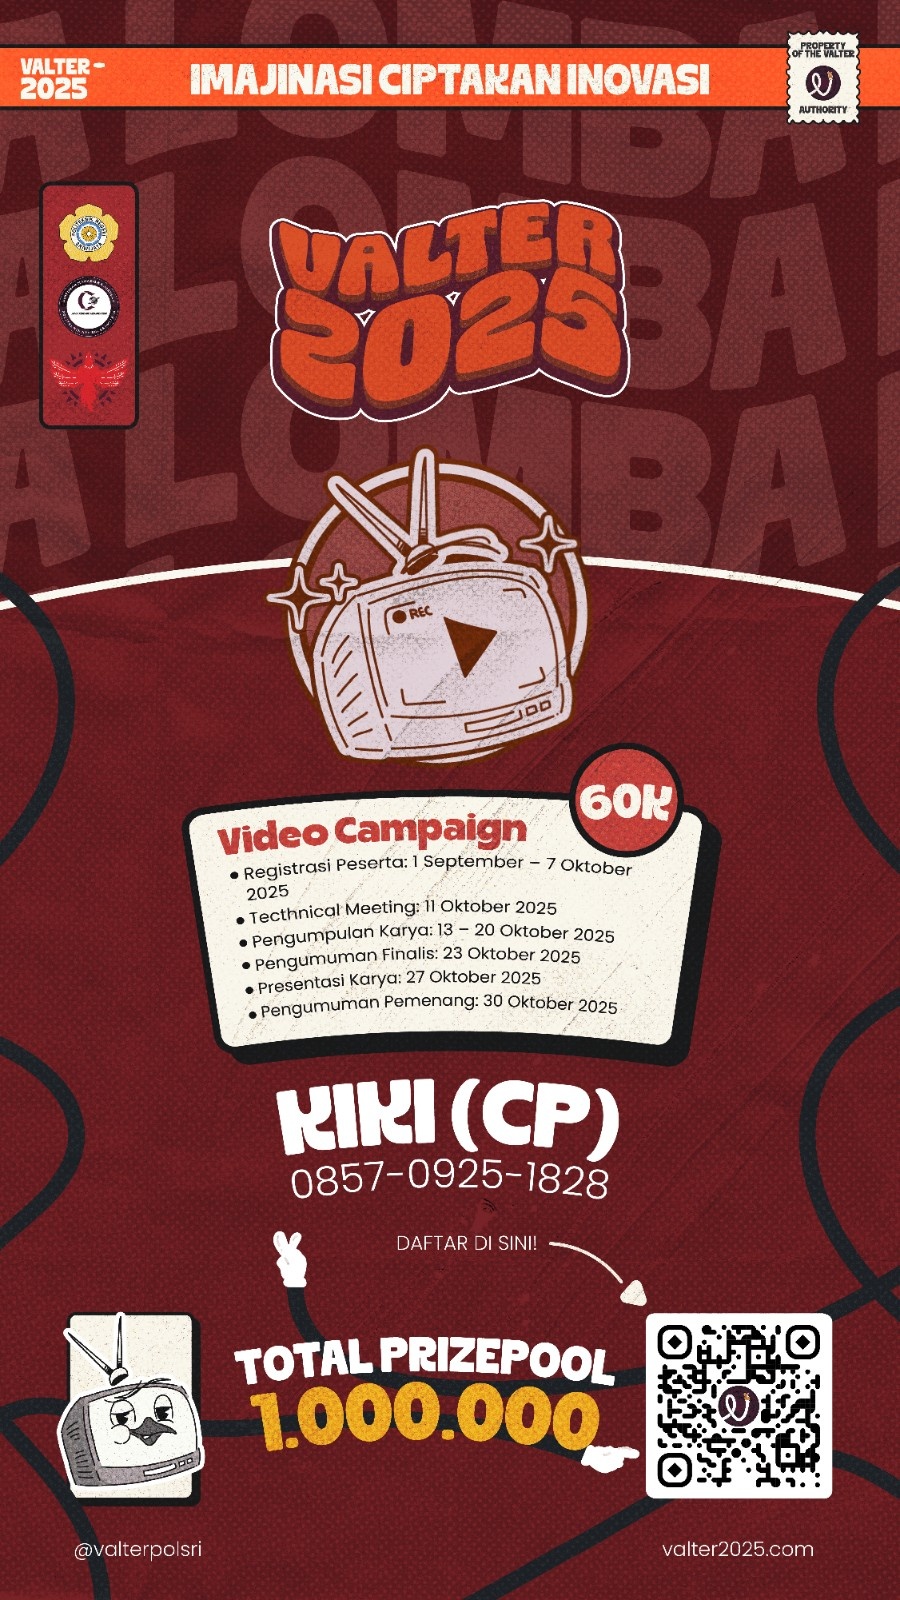 VALTER-
2025
IMAJINASI CIPTAKAN INOVASI
PROPERTY
OF THE VALTER
AUTHORITY
LOMBA
LOMBA
LOMBA
VALTER
2025
REC
60K
Video Campaign
• Registrasi Peserta: 1 September – 7 Oktober
2025
• Tecthnical Meeting: 11 Oktober 2025
• Pengumpulan Karya: 13 – 20 Oktober 2025
• Pengumuman Finalis: 23 Oktober 2025
• Presentasi Karya: 27 Oktober 2025
• Pengumuman Pemenang: 30 Oktober 2025
KIKI (CP)
0857-0925-1828
DAFTAR DI SINI!
TOTAL PRIZEPOOL
1.000.000
@valterpolsri
valter2025.com